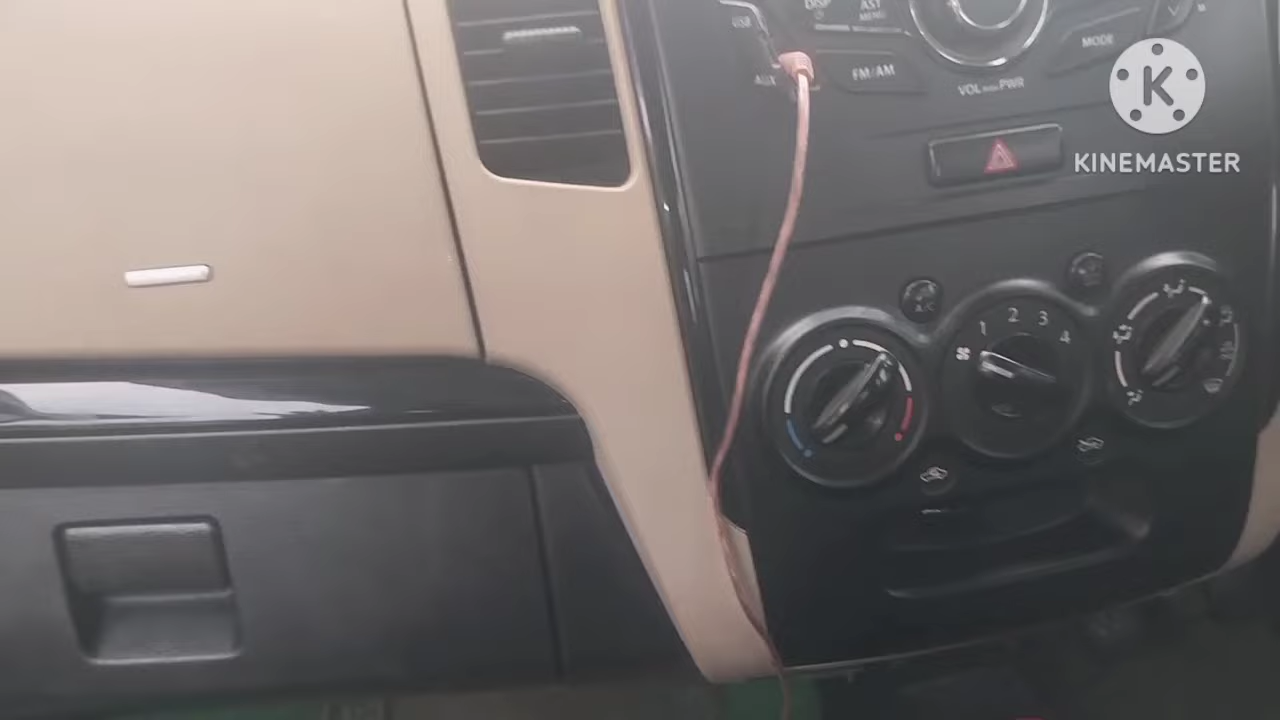 USB
DISP
AST
MENU
AUX
FM/AM
VOL PWR
MODE
K
KINEMASTER
A/C
1 2 3 4